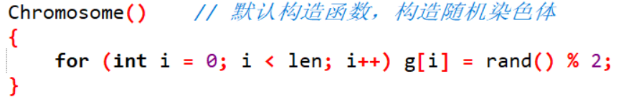 Chromosome()    // 默认构造函数，构造随机染色体
{
    for (int i = 0; i < len; i++) g[i] = rand() % 2;
}